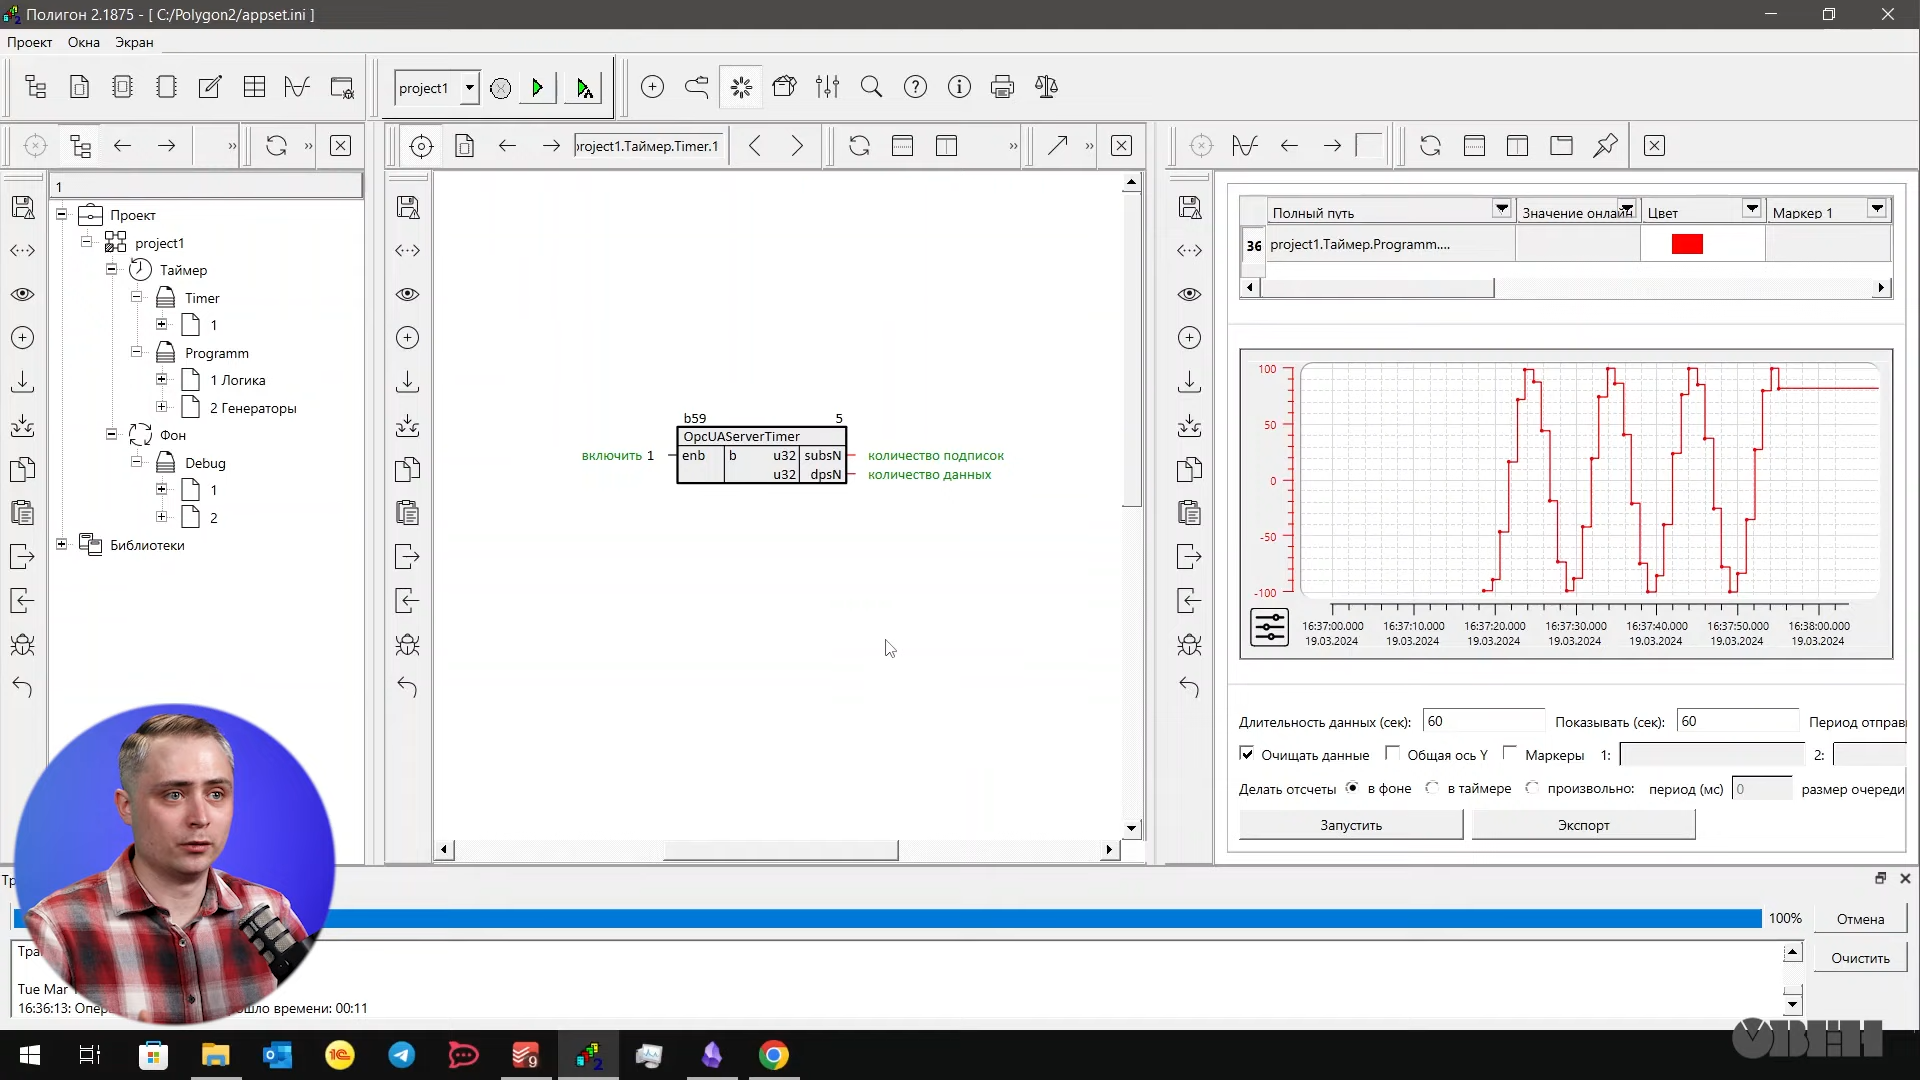 Полигон 2.1875 - [ C:/Polygon2/appset.ini ]
Проект Окна Экран
project1
project1.Таймер.Timer.1
1
Проект
project1
Таймер
Timer
1
Programm
1 Логика
2 Генераторы
Фон
Debug
1
2
Библиотеки
b59 5
OpcUAServerTimer
включить 1 enb b u32 subsN количество подписок
u32 dpsN количество данных
Полный путь Значение онлайн Цвет Маркер 1
36 project1.Таймер.Programm....
100
50
0
-50
-100
16:37:00.000 16:37:10.000 16:37:20.000 16:37:30.000 16:37:40.000 16:37:50.000 16:38:00.000
19.03.2024 19.03.2024 19.03.2024 19.03.2024 19.03.2024 19.03.2024 19.03.2024
Длительность данных (сек): 60 Показывать (сек): 60 Период отправ
Очищать данные Общая ось Y Маркеры 1: 2:
Делать отсчеты в фоне в таймере произвольно: период (мс) 0 размер очереди
Запустить Экспорт
100% Отмена
Очистить
Tue Mar
16:36:13: Опер шло времени: 00:11
9
2
ОВЕН